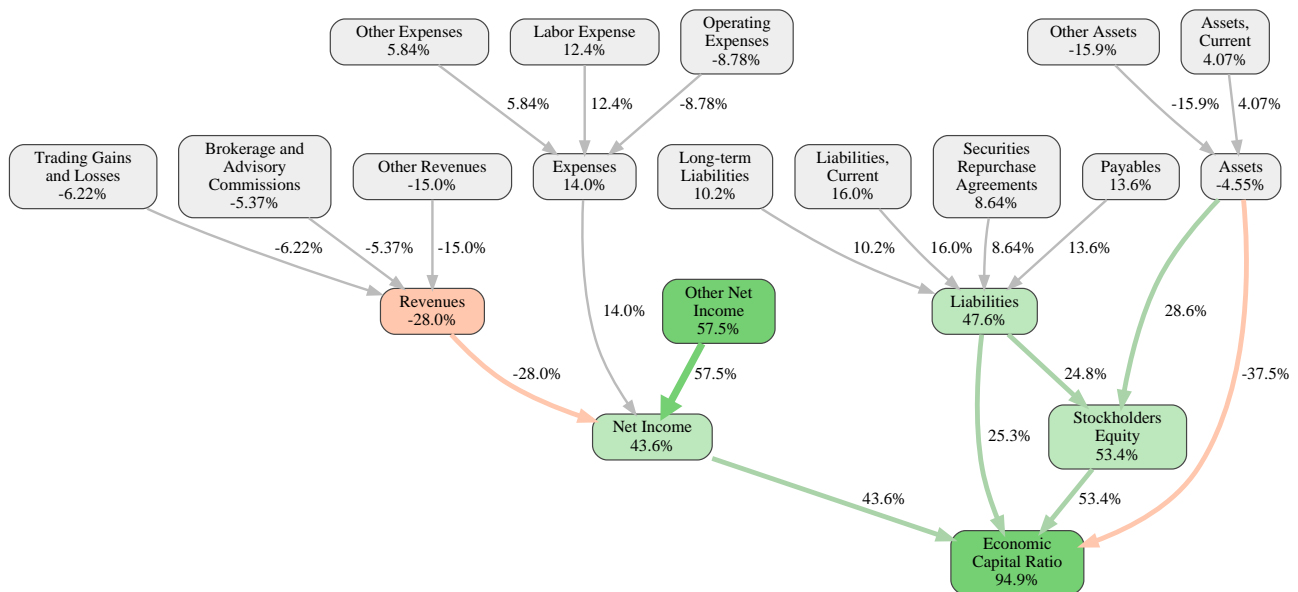 Other Expenses
5.84%
Labor Expense
12.4%
Operating
Expenses
-8.78%
Other Assets
-15.9%
Assets,
Current
4.07%
5.84%
12.4%
-8.78%
-15.9%
4.07%
Trading Gains
and Losses
-6.22%
Brokerage and
Advisory
Commissions
-5.37%
Other Revenues
-15.0%
Expenses
14.0%
Long-term
Liabilities
10.2%
Liabilities,
Current
16.0%
Securities
Repurchase
Agreements
8.64%
Payables
13.6%
Assets
-4.55%
-6.22%
-5.37%
-15.0%
10.2%
16.0%
8.64%
13.6%
Revenues
-28.0%
14.0%
Other Net
Income
57.5%
Liabilities
47.6%
28.6%
-28.0%
57.5%
24.8%
-37.5%
Net Income
43.6%
25.3%
Stockholders
Equity
53.4%
43.6%
53.4%
Economic
Capital Ratio
94.9%